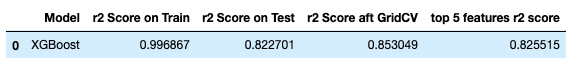 Model r2 Score on Train r2 Score on Test r2 Score aft GridCV top 5 features r2 score
0 XGBoost 0.996867 0.822701 0.853049 0.825515